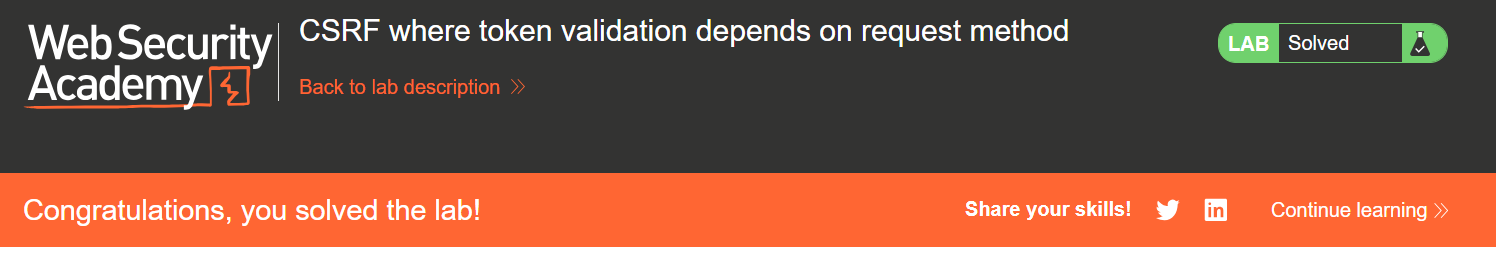 Web Security
Academy
CSRF where token validation depends on request method
Back to lab description
LAB Solved
Congratulations, you solved the lab!
Share your skills!
Continue learning